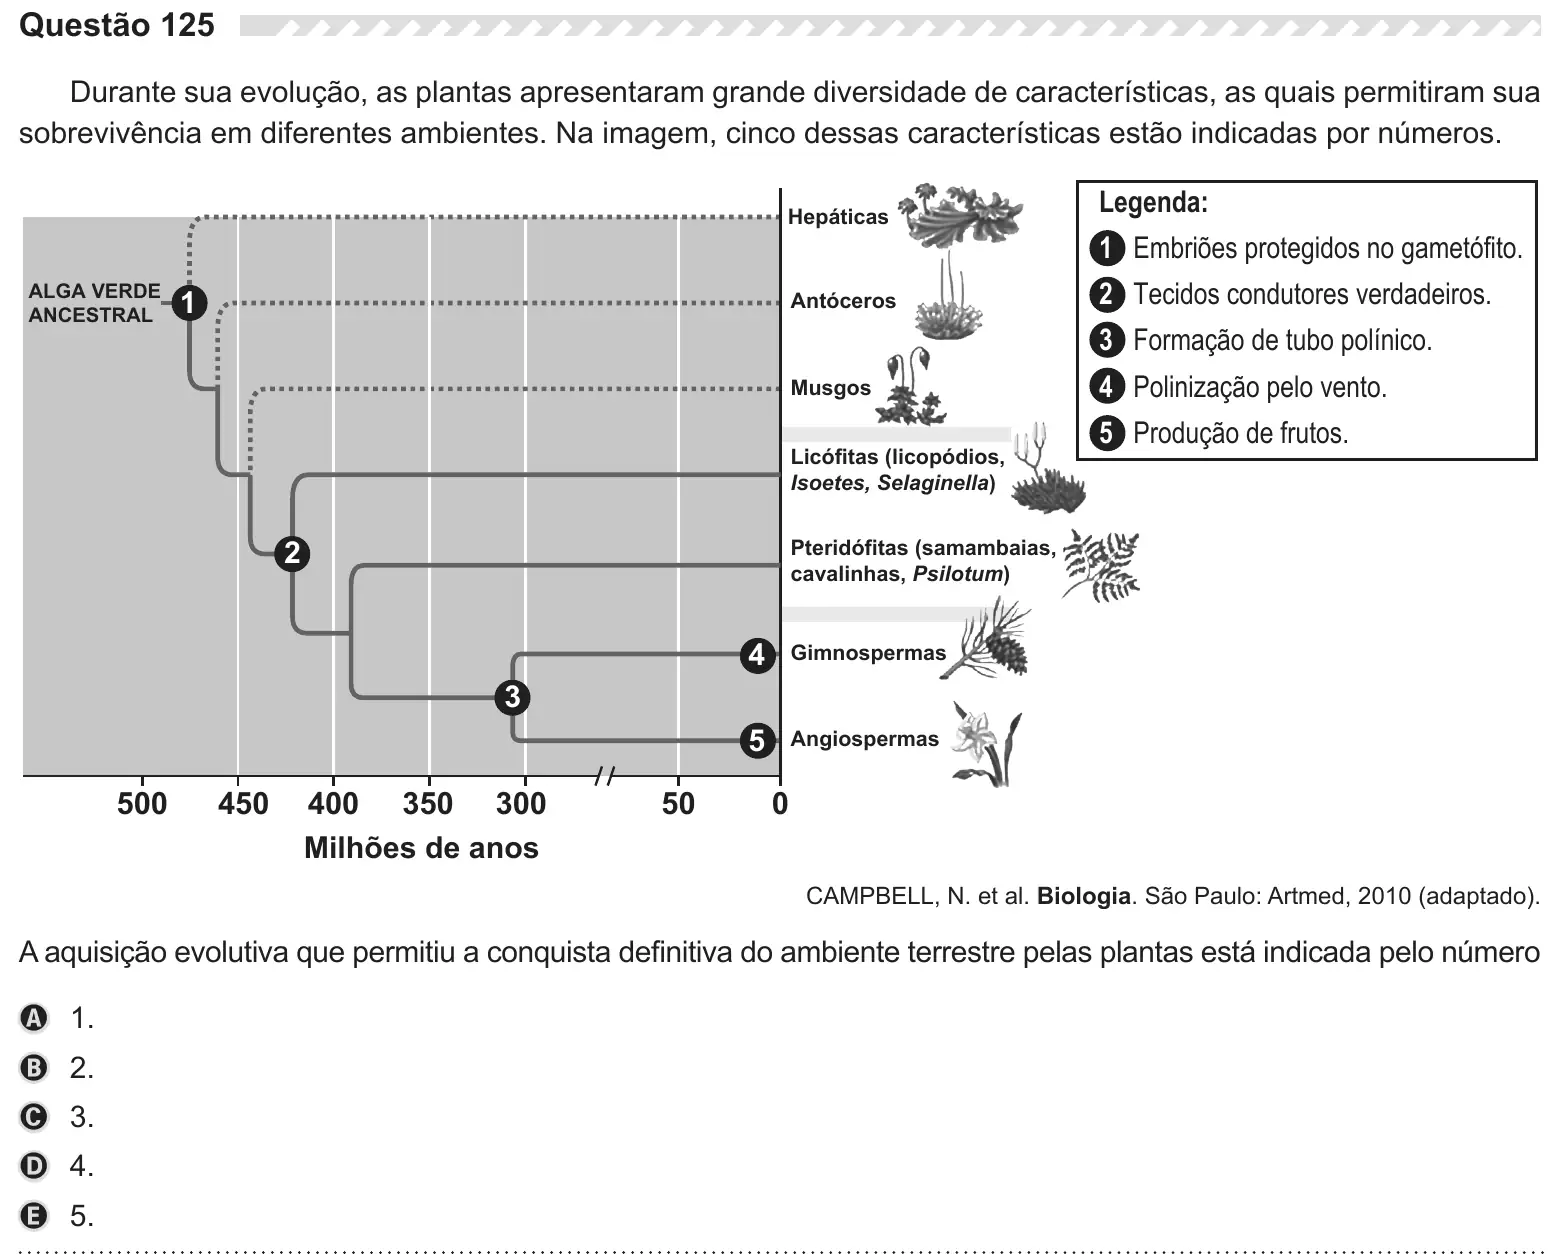 Questão 125
Durante sua evolução, as plantas apresentaram grande diversidade de características, as quais permitiram sua
sobrevivência em diferentes ambientes. Na imagem, cinco dessas características estão indicadas por números.
Legenda:
1 Embriões protegidos no gametófito.
2 Tecidos condutores verdadeiros.
3 Formação de tubo polínico.
4 Polinização pelo vento.
5 Produção de frutos.
ALGA VERDE
ANCESTRAL
1
2
3
4
5
Hepáticas
Antóceros
Musgos
Licófitas (licopódios,
Isoetes, Selaginella)
Pteridófitas (samambaias,
cavalinhas, Psilotum)
Gimnospermas
Angiospermas
500 450 400 350 300 50 0
Milhões de anos
CAMPBELL, N. et al. Biologia. São Paulo: Artmed, 2010 (adaptado).
A aquisição evolutiva que permitiu a conquista definitiva do ambiente terrestre pelas plantas está indicada pelo número
A 1.
B 2.
C 3.
D 4.
E 5.